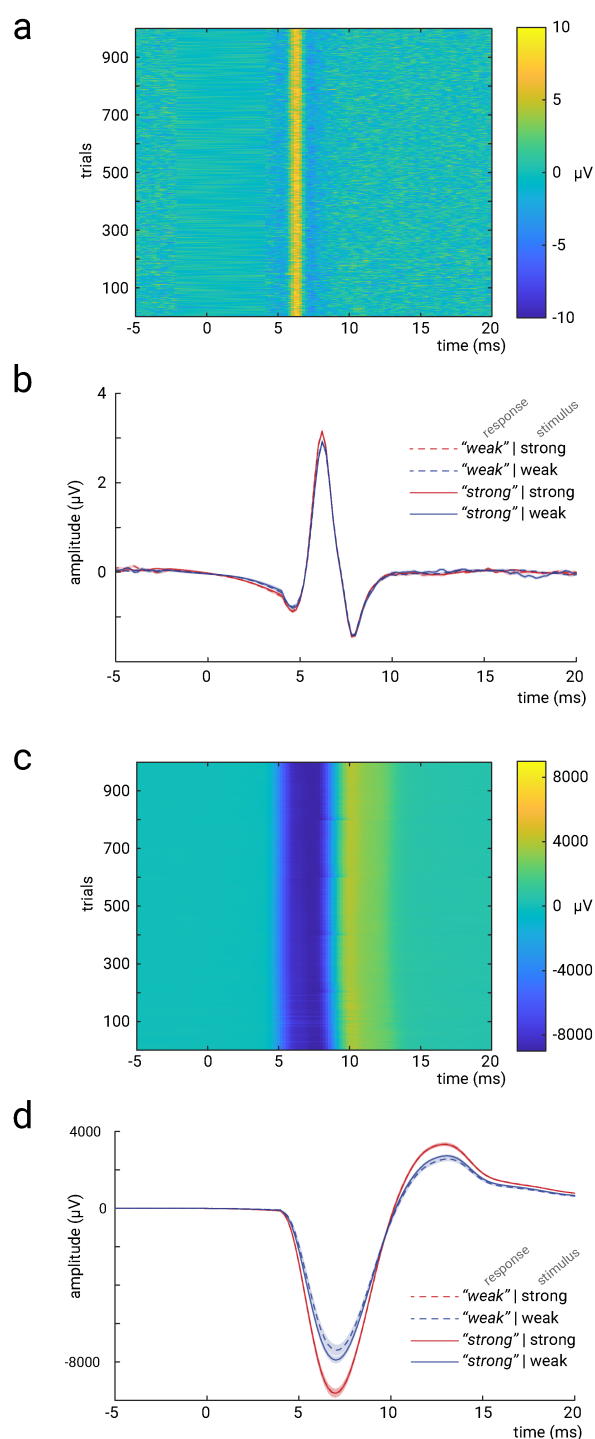 a
900
700
500
300
100
trials
-5 0 5 10 15 20
time (ms)
10
5
0 μV
-5
-10
b
4
2
0
amplitude (μV)
-5 0 5 10 15 20
time (ms)
response stimulus
“weak” | strong
“weak” | weak
“strong” | strong
“strong” | weak
c
900
700
500
300
100
trials
-5 0 5 10 15 20
time (ms)
8000
4000
0 μV
-4000
-8000
d
4000
0
-8000
amplitude (μV)
response stimulus
“weak” | strong
“weak” | weak
“strong” | strong
“strong” | weak
-5 0 5 10 15 20
time (ms)